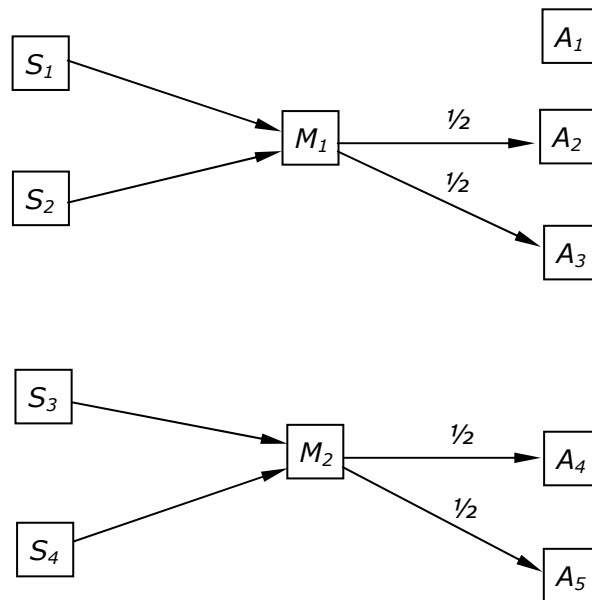 A₁
S₁
½
M₁
A₂
½
S₂
A₃
S₃
½
M₂
A₄
½
S₄
A₅